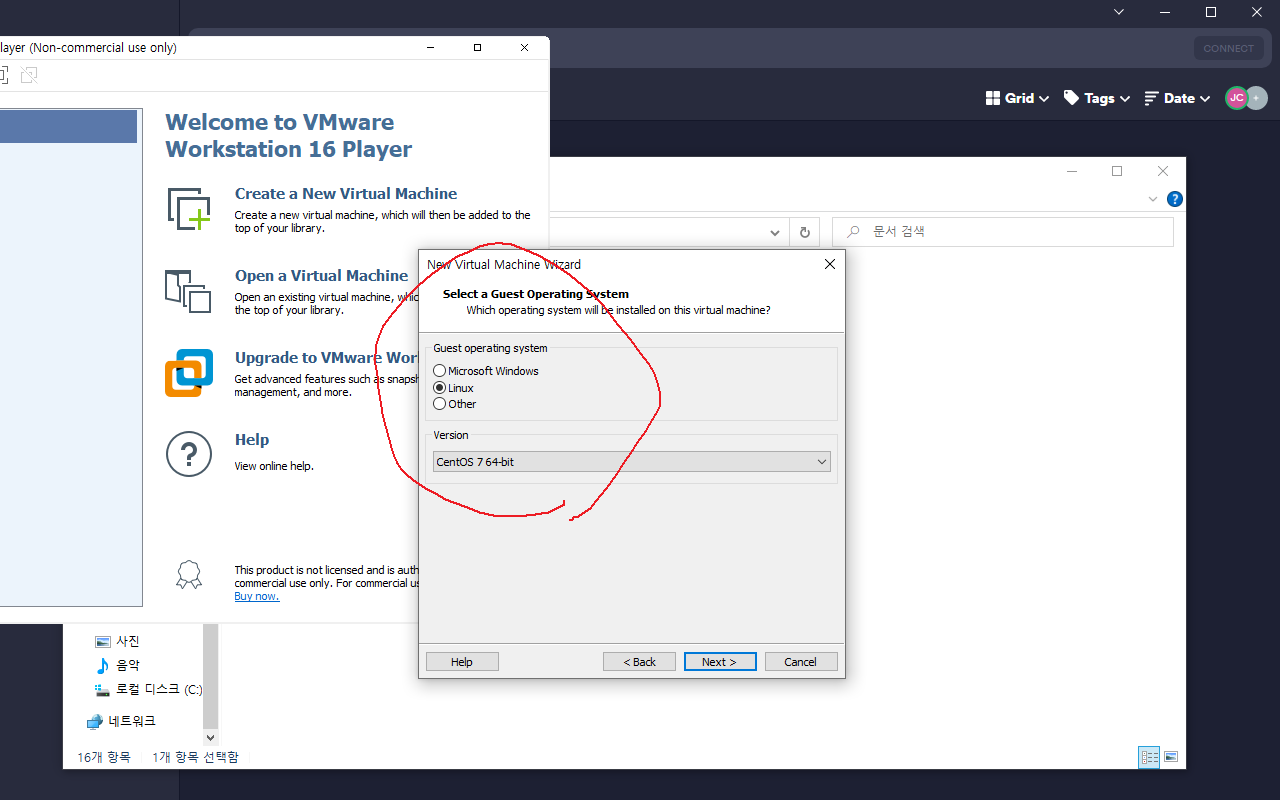 CONNECT
layer (Non-commercial use only)
Grid
Tags
Date
JC
+
Welcome to VMware
Workstation 16 Player
Create a New Virtual Machine
Create a new virtual machine, which will then be added to the
top of your library.
문서 검색
Open a Virtual Machine
Open an existing virtual machine, whic
the top of your library.
Upgrade to VMware Wor
Get advanced features such as snapsh
management, and more.
Help
View online help.
This product is not licensed and is auth
commercial use only. For commercial us
Buy now.
New Virtual Machine Wizard
Select a Guest Operating System
Which operating system will be installed on this virtual machine?
Guest operating system
Microsoft Windows
Linux
Other
Version
CentOS 7 64-bit
Help
< Back
Next >
Cancel
사진
음악
로컬 디스크 (C:)
네트워크
16개 항목
1개 항목 선택함